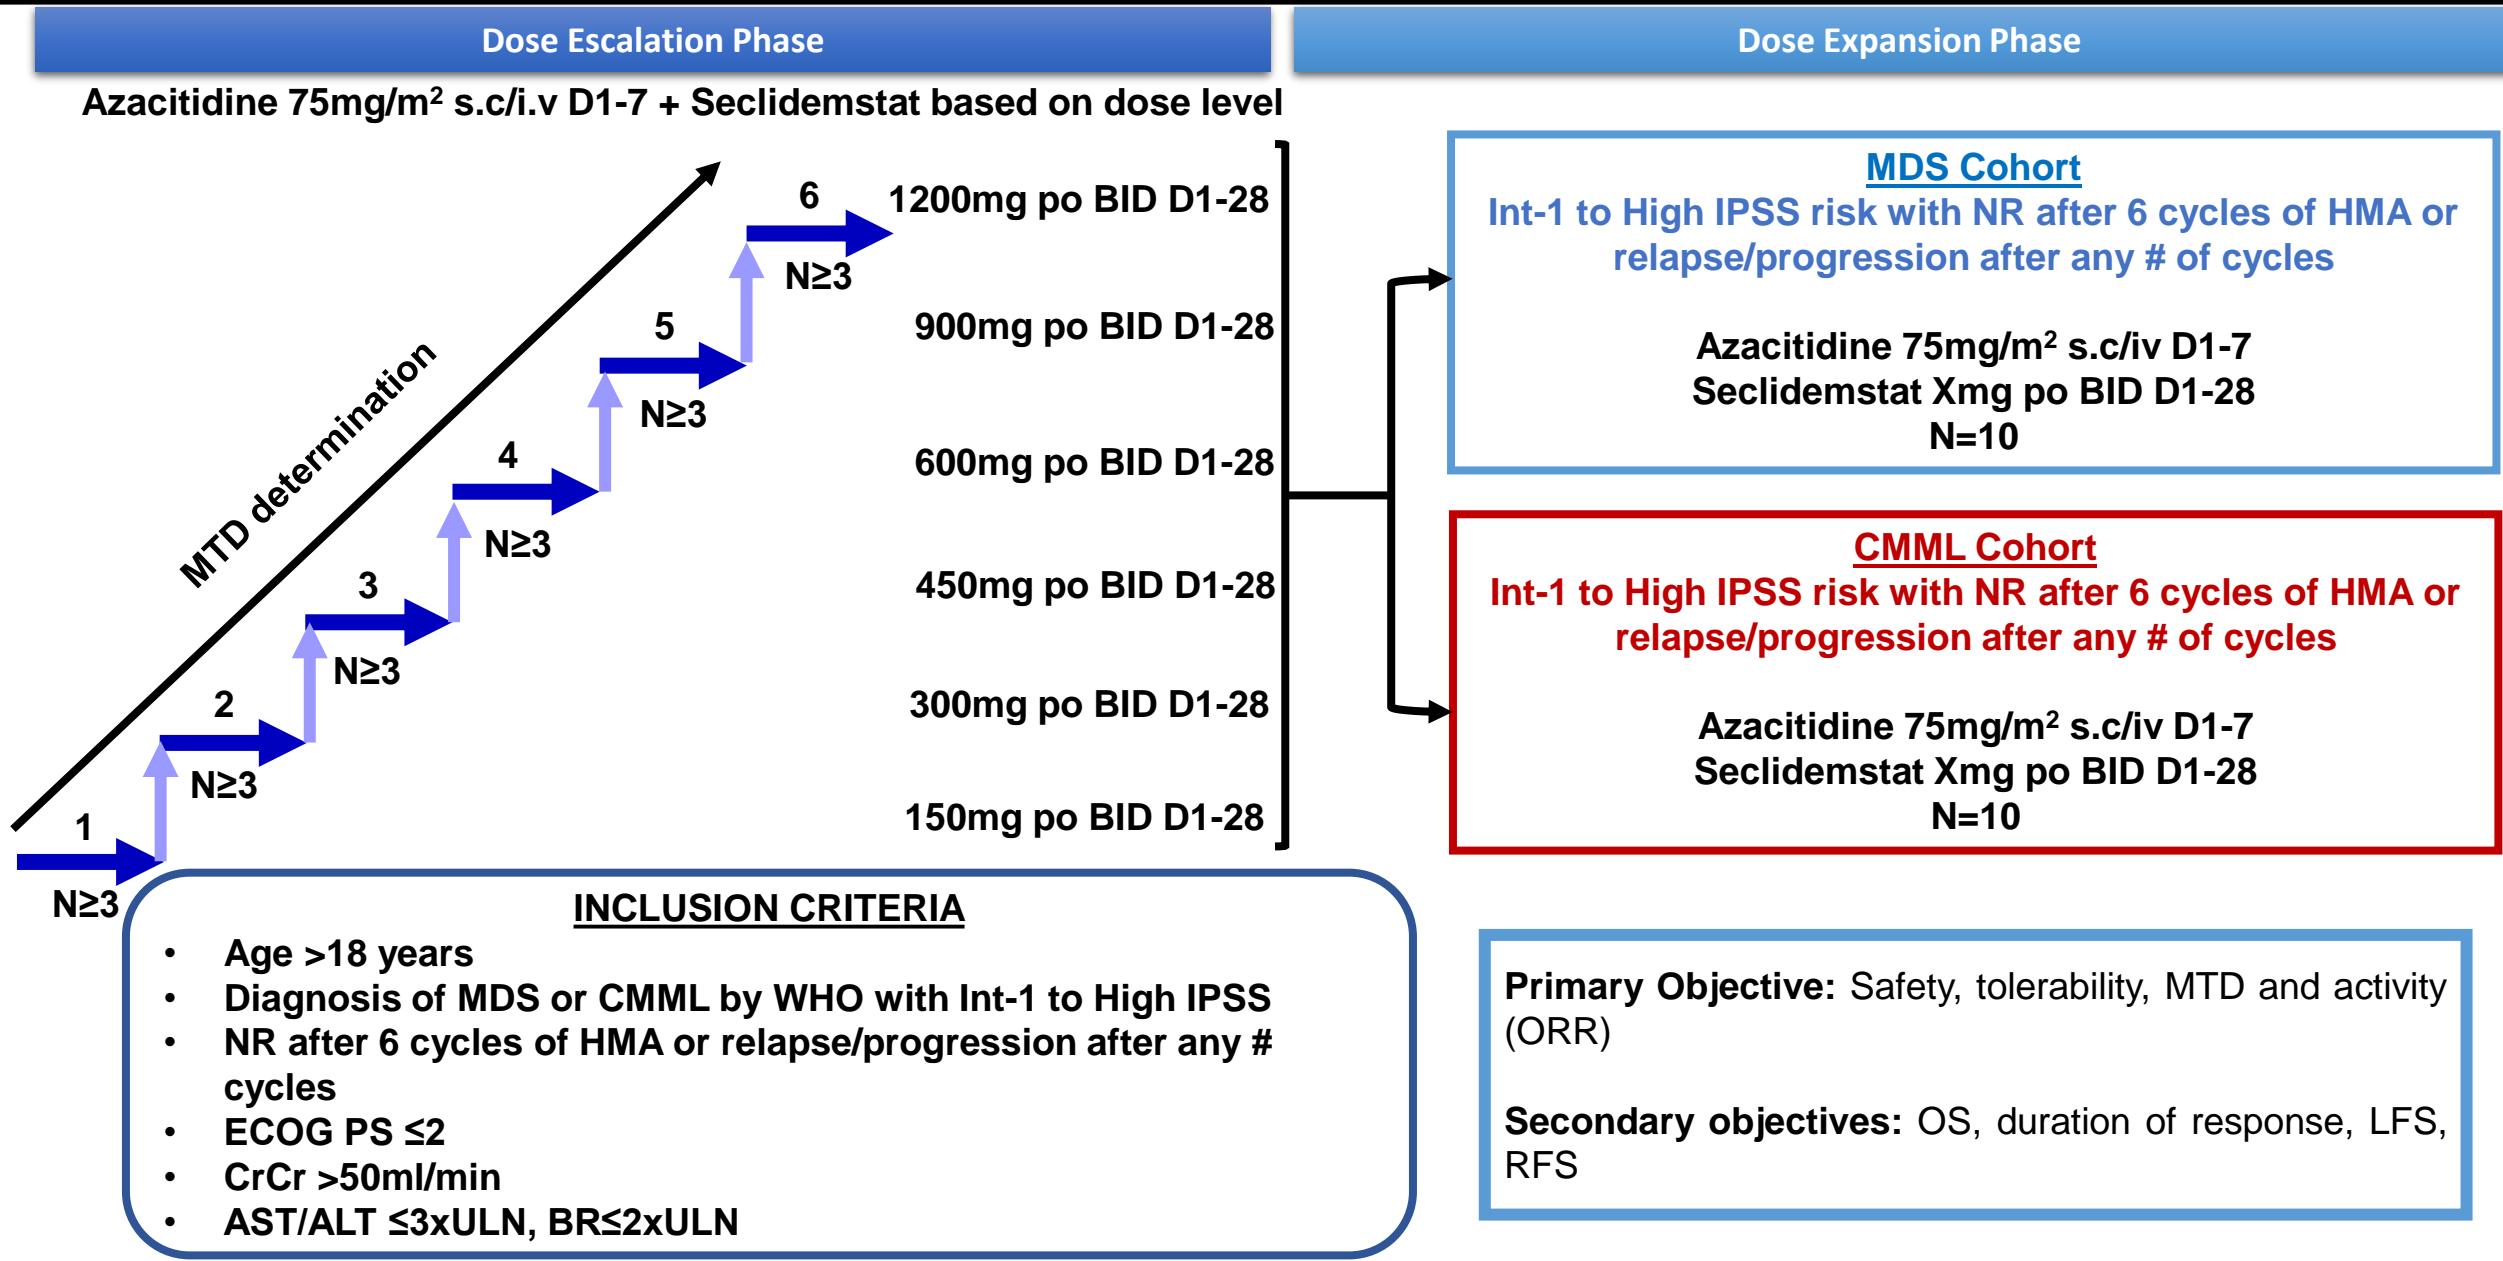 Dose Escalation Phase
Dose Expansion Phase
Azacitidine 75mg/m² s.c/i.v D1-7 + Seclidemstat based on dose level
MTD determination
6
N≥3
1200mg po BID D1-28
5
N≥3
900mg po BID D1-28
4
N≥3
600mg po BID D1-28
3
N≥3
450mg po BID D1-28
2
N≥3
300mg po BID D1-28
1
N≥3
150mg po BID D1-28
MDS Cohort
Int-1 to High IPSS risk with NR after 6 cycles of HMA or
relapse/progression after any # of cycles
Azacitidine 75mg/m² s.c/iv D1-7
Seclidemstat Xmg po BID D1-28
N=10
CMML Cohort
Int-1 to High IPSS risk with NR after 6 cycles of HMA or
relapse/progression after any # of cycles
Azacitidine 75mg/m² s.c/iv D1-7
Seclidemstat Xmg po BID D1-28
N=10
INCLUSION CRITERIA
• Age >18 years
• Diagnosis of MDS or CMML by WHO with Int-1 to High IPSS
• NR after 6 cycles of HMA or relapse/progression after any #
cycles
• ECOG PS ≤2
• CrCr >50ml/min
• AST/ALT ≤3xULN, BR≤2xULN
Primary Objective: Safety, tolerability, MTD and activity
(ORR)
Secondary objectives: OS, duration of response, LFS,
RFS